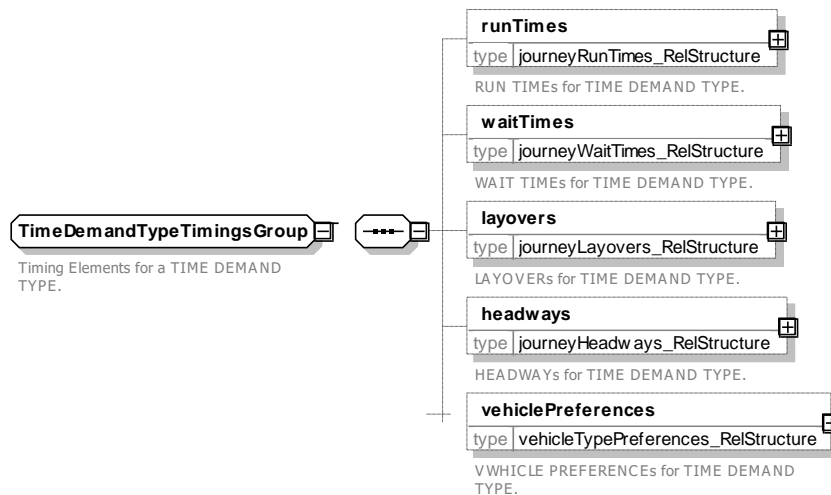 runTimes
type journeyRunTimes_RelStructure
RUN TIMEs for TIME DEMAND TYPE.
waitTimes
type journeyWaitTimes_RelStructure
WAIT TIMEs for TIME DEMAND TYPE.
TimeDemandTypeTimingsGroup
Timing Elements for a TIME DEMAND
TYPE.
layovers
type journeyLayovers_RelStructure
LAYOVERs for TIME DEMAND TYPE.
headways
type journeyHeadways_RelStructure
HEADWAYs for TIME DEMAND TYPE.
vehiclePreferences
type vehicleTypePreferences_RelStructure
VWHICLE PREFERENCEs for TIME DEMAND
TYPE.